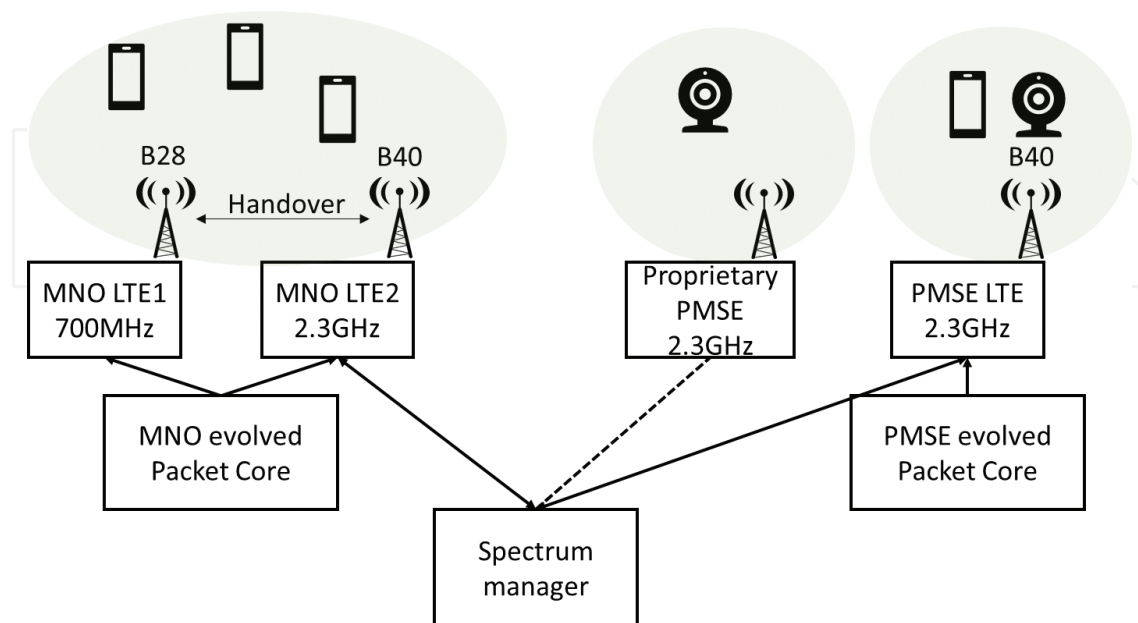 B28
B40
Handover
B40
MNO LTE1
700MHz
MNO LTE2
2.3GHz
Proprietary
PMSE
2.3GHz
PMSE LTE
2.3GHz
MNO evolved
Packet Core
PMSE evolved
Packet Core
Spectrum
manager